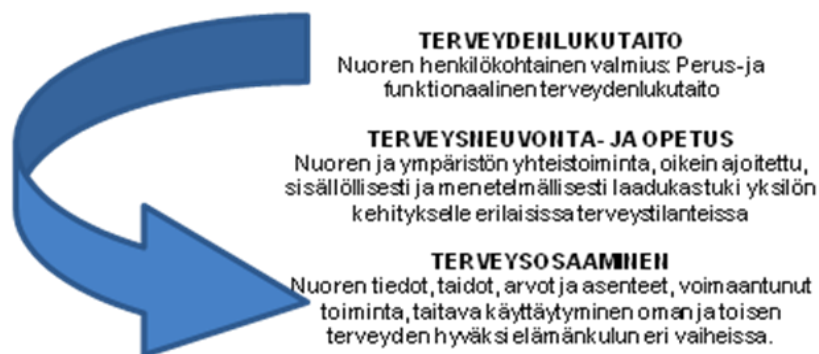 TERVEYDENLUKUTAITO
Nuoren henkilökohtainen valmius: Perus- ja
funktionaalinen terveydenlukutaito
TERVEYSNEUVONTA- JA OPETUS
Nuoren ja ympäristön yhteistoiminta, oikein ajoitettu,
sisällöllisesti ja menetelmällisesti laadukas tuki yksilön
kehitykselle erilaisissa terveystilanteissa
TERVEYSOSAAMINEN
Nuoren tiedot, taidot, arvot ja asenteet, voimaantunut
toiminta, taitava käyttäytyminen oman ja toisen
terveyden hyväksi elämänkulun eri vaiheissa.